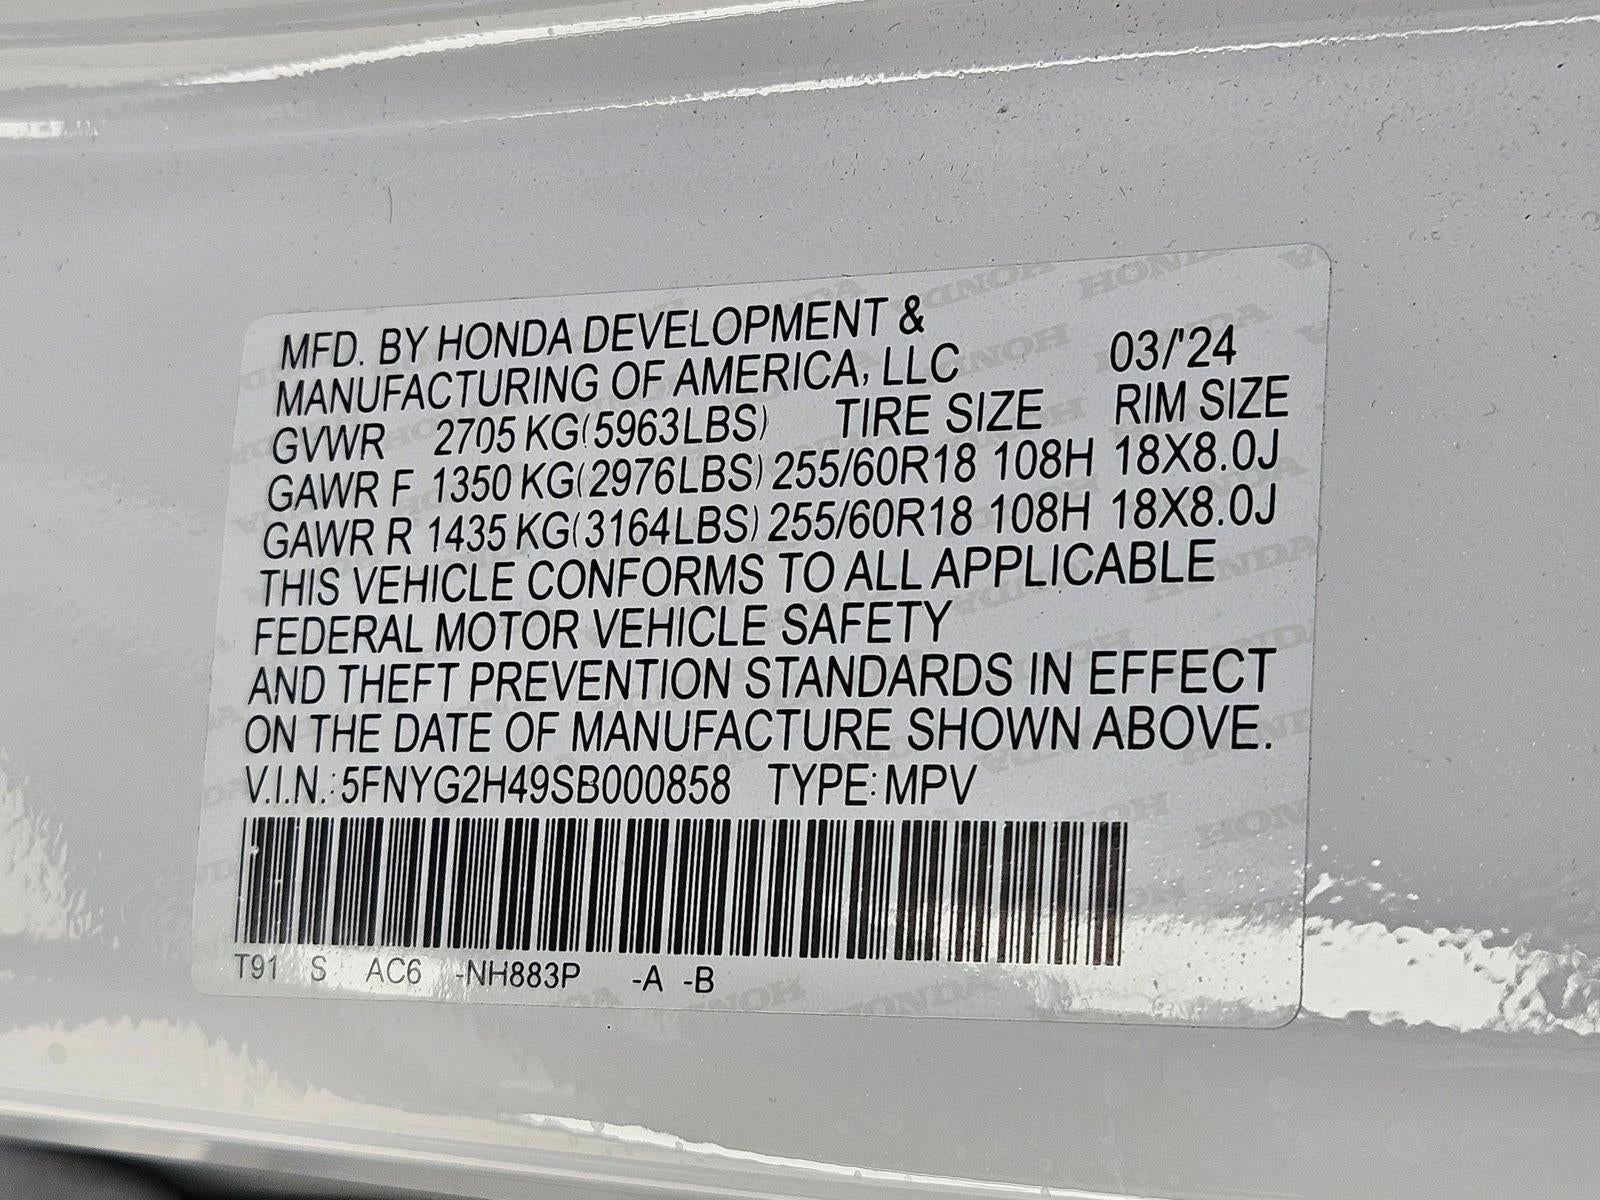 MFD. BY HONDA DEVELOPMENT &
MANUFACTURING OF AMERICA, LLC 03/'24
GVWR 2705 KG(5963LBS) TIRE SIZE RIM SIZE
GAWR F 1350 KG(2976LBS) 255/60R18 108H 18X8.0J
GAWR R 1435 KG(3164LBS) 255/60R18 108H 18X8.0J
THIS VEHICLE CONFORMS TO ALL APPLICABLE
FEDERAL MOTOR VEHICLE SAFETY
AND THEFT PREVENTION STANDARDS IN EFFECT
ON THE DATE OF MANUFACTURE SHOWN ABOVE.
V.I.N.: 5FNYG2H49SB000858 TYPE: MPV
T91 S AC6 -NH883P -A -B